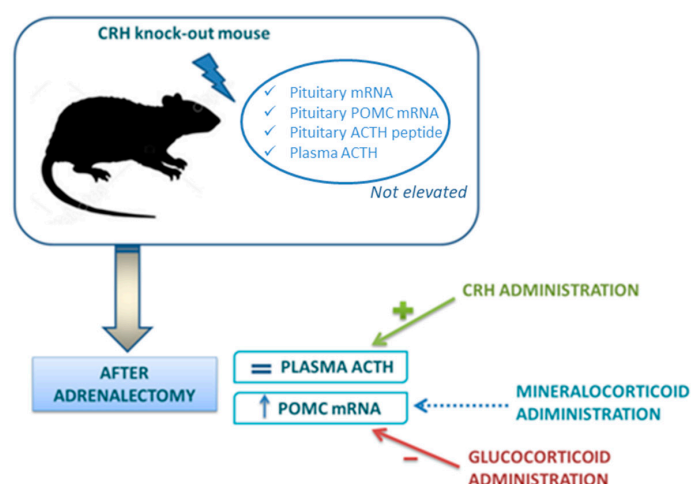 CRH knock-out mouse
✓ Pituitary mRNA
✓ Pituitary POMC mRNA
✓ Pituitary ACTH peptide
✓ Plasma ACTH
Not elevated
CRH ADMINISTRATION
+
AFTER
ADRENALECTOMY
= PLASMA ACTH
↑ POMC mRNA
MINERALOCORTICOID
ADIMINISTRATION
–
GLUCOCORTICOID
ADMINISTRATION